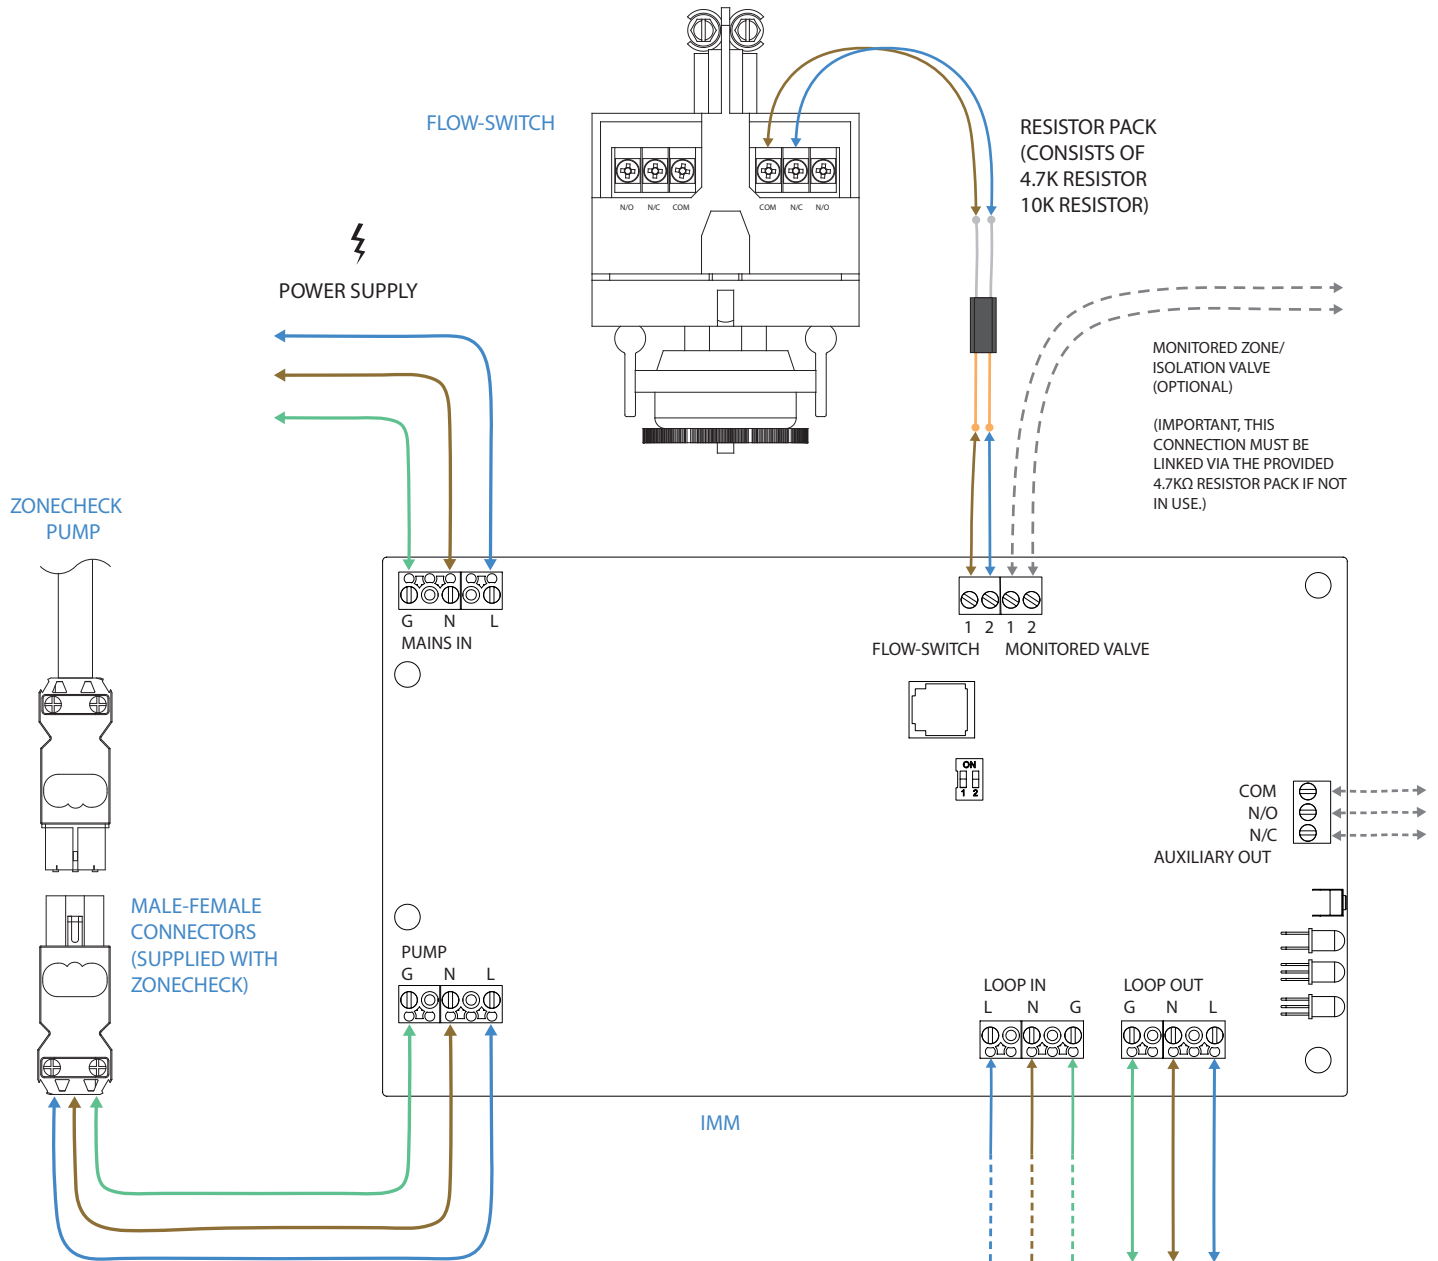 FLOW-SWITCH
N/O N/C COM
COM N/C N/O
RESISTOR PACK
(CONSISTS OF
4.7K RESISTOR
10K RESISTOR)
POWER SUPPLY
MONITORED ZONE/
ISOLATION VALVE
(OPTIONAL)
(IMPORTANT, THIS
CONNECTION MUST BE
LINKED VIA THE PROVIDED
4.7KΩ RESISTOR PACK IF NOT
IN USE.)
ZONECHECK
PUMP
G N L
MAINS IN
1 2 1 2
FLOW-SWITCH MONITORED VALVE
ON
1 2
COM
N/O
N/C
AUXILIARY OUT
MALE-FEMALE
CONNECTORS
(SUPPLIED WITH
ZONECHECK)
PUMP
G N L
LOOP IN
L N G
LOOP OUT
G N L
IMM